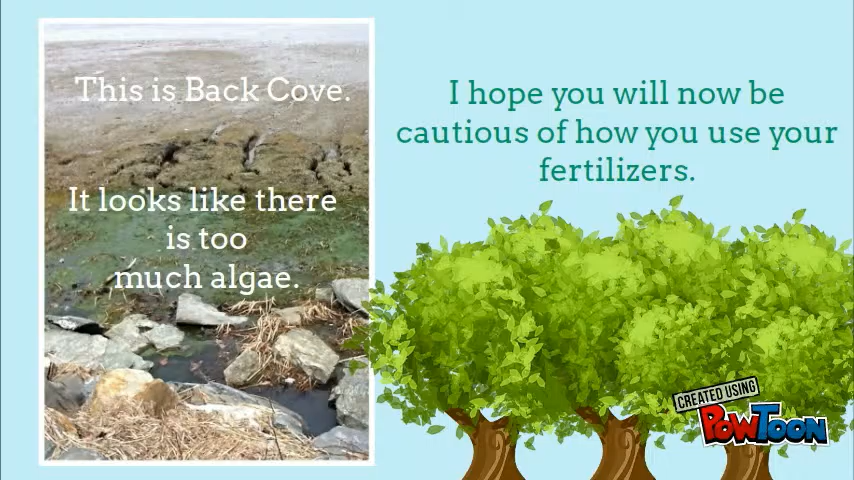 This is Back Cove.
It looks like there
is too
much algae.
I hope you will now be
cautious of how you use your
fertilizers.
CREATED USING
POWTOON